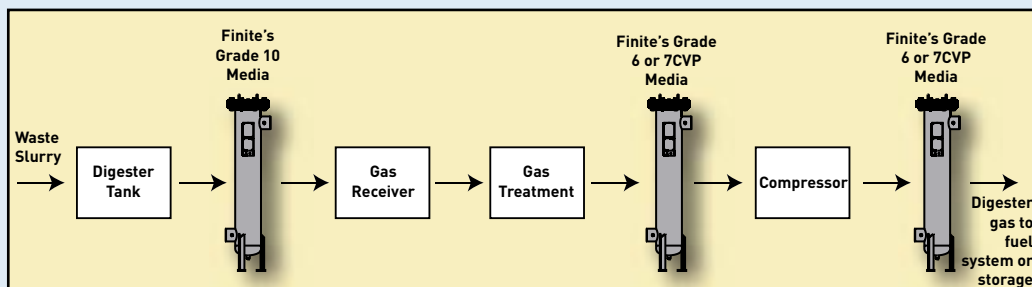 Finite's
Grade 10
Media
Finite's Grade
6 or 7CVP
Media
Finite's Grade
6 or 7CVP
Media
Waste
Slurry
Digester
Tank
Gas
Receiver
Gas
Treatment
Compressor
Digester
gas to
fuel
system or
storage